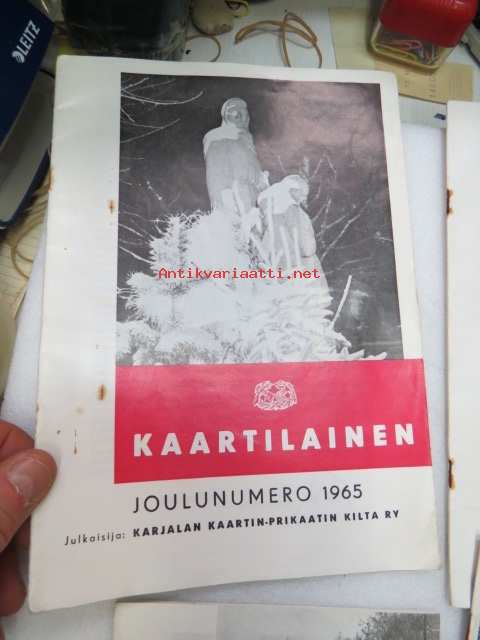 LEITZ
Antikvariaatti.net
KAARTILAINEN
JOULUNUMERO 1965
Julkaisija: KARJALAN KAARTIN-PRIKAATIN KILTA RY